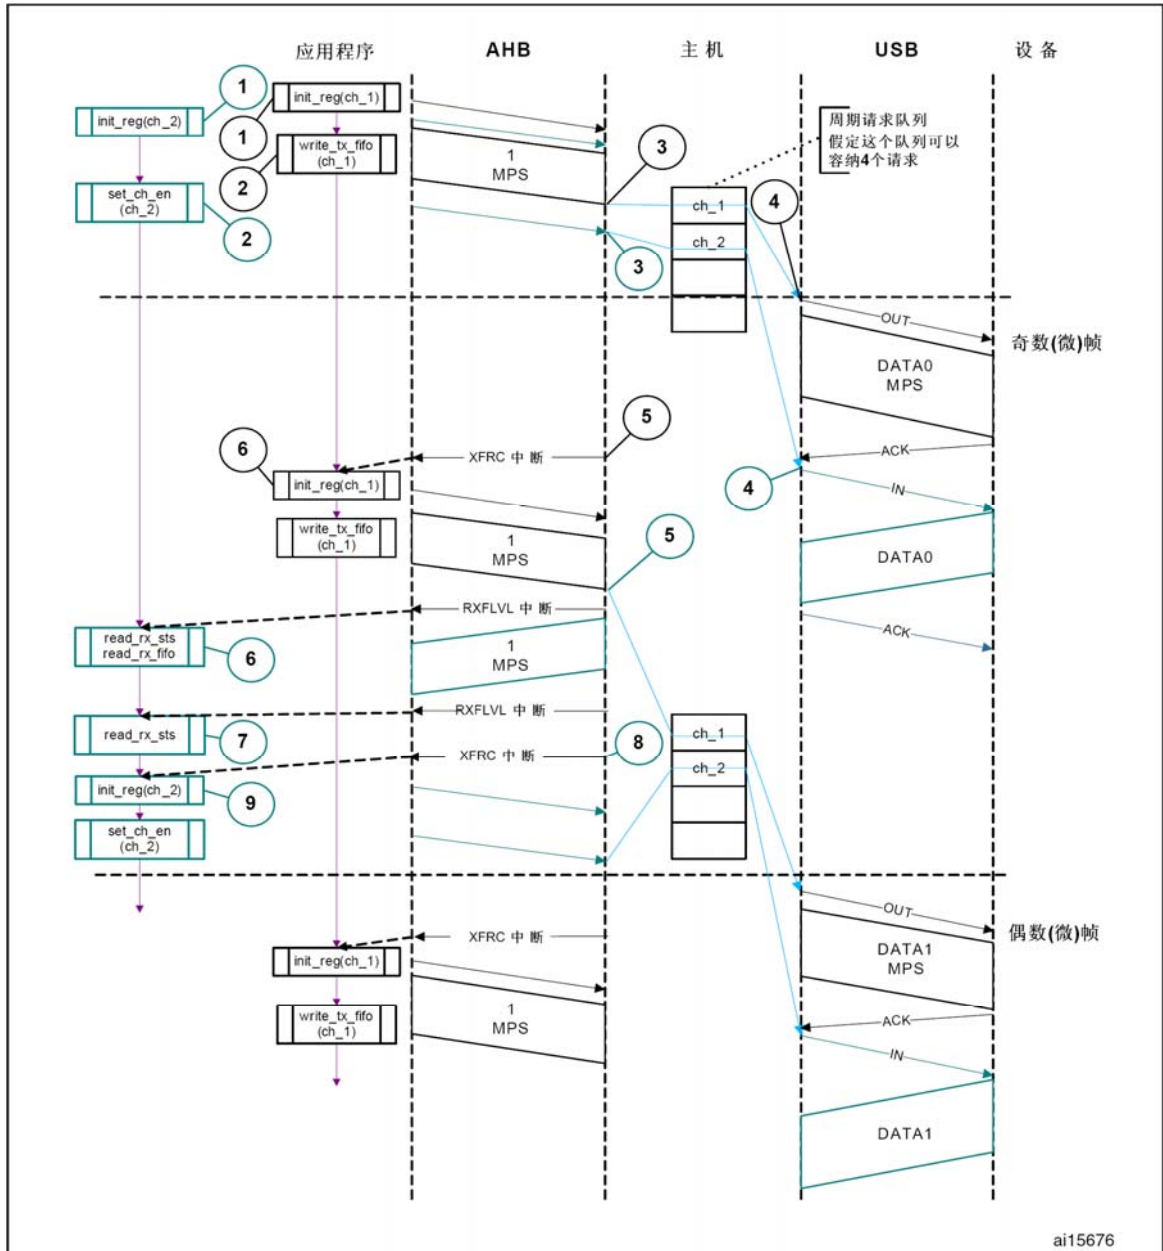 应用程序
AHB
主 机
USB
设 备
1
init_reg(ch_1)
init_reg(ch_2)
1
周期请求队列
假定这个队列可以
容纳4个请求
write_tx_fifo
(ch_1)
1
MPS
3
2
4
set_ch_en
(ch_2)
ch_1
2
ch_2
3
OUT
奇数(微)帧
DATA0
MPS
5
6
XFRC 中 断
ACK
init_reg(ch_1)
4
IN
write_tx_fifo
(ch_1)
1
MPS
5
DATA0
RXFLVL 中 断
read_rx_sts
read_rx_fifo
6
1
MPS
ACK
RXFLVL 中 断
read_rx_sts
7
ch_1
8
XFRC 中 断
ch_2
init_reg(ch_2)
9
set_ch_en
(ch_2)
OUT
偶数(微)帧
XFRC 中 断
DATA1
MPS
init_reg(ch_1)
write_tx_fifo
(ch_1)
1
MPS
ACK
IN
DATA1
ai15676